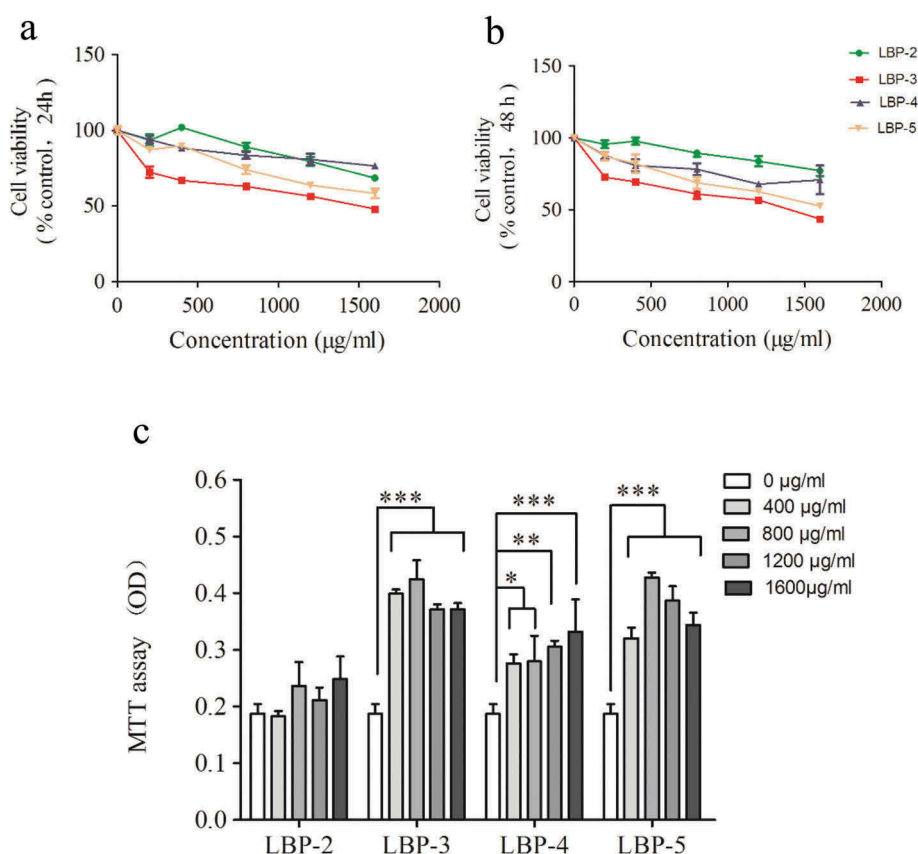 a
150
100
50
0
0 500 1000 1500 2000
Cell viability
( % control, 24h )
Concentration (μg/ml)
b
150
100
50
0
0 500 1000 1500 2000
Cell viability
( % control, 48 h )
Concentration (μg/ml)
LBP-2
LBP-3
LBP-4
LBP-5
c
0.6
0.5
0.4
0.3
0.2
0.1
0.0
MTT assay (OD)
***
***
**
*
***
LBP-2 LBP-3 LBP-4 LBP-5
0 μg/ml
400 μg/ml
800 μg/ml
1200 μg/ml
1600μg/ml